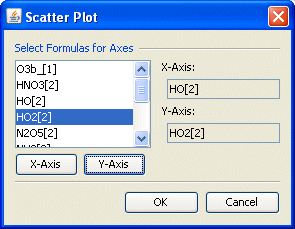 Scatter Plot
Select Formulas for Axes
O3b_[1]
HNO3[2]
HO[2]
HO2[2]
N2O5[2]
X-Axis:
HO[2]
Y-Axis:
HO2[2]
X-Axis
Y-Axis
OK
Cancel